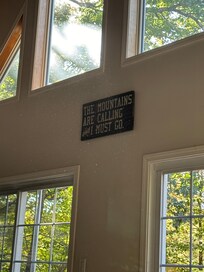 THE MOUNTAINS
ARE CALLING
AND I MUST GO.